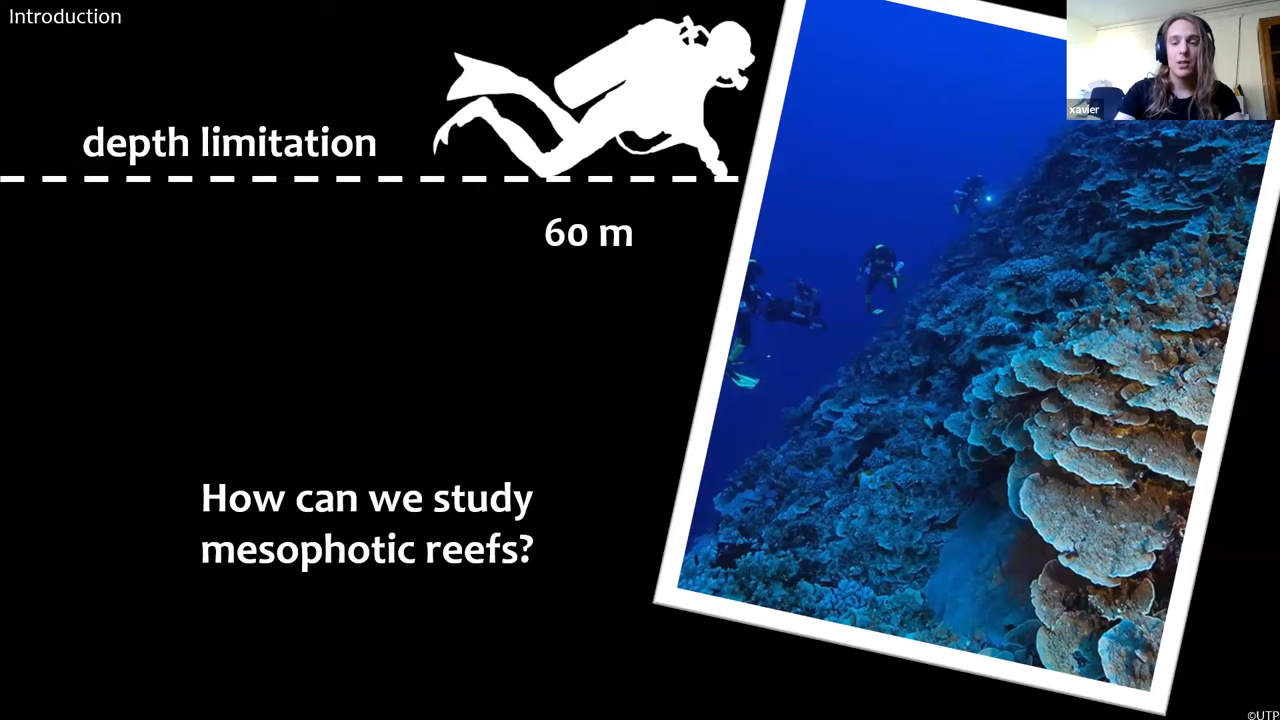 Introduction
xavier
depth limitation
60 m
How can we study
mesophotic reefs?
©UTP